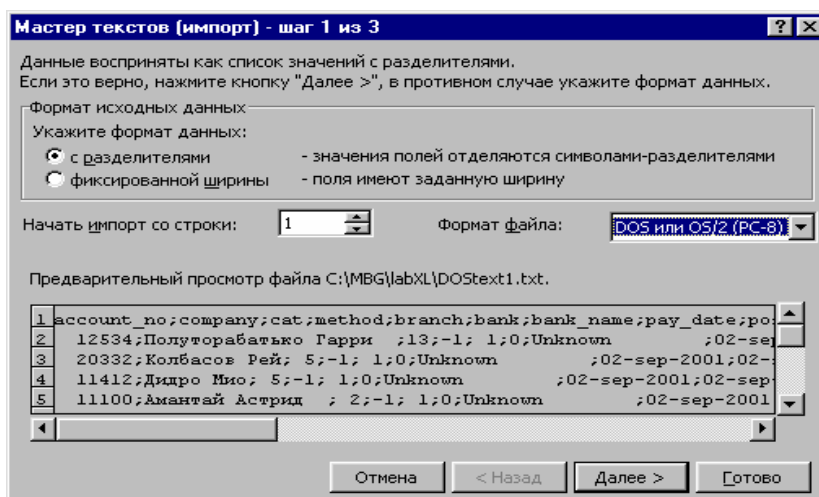 Мастер текстов (импорт) - шаг 1 из 3
Данные восприняты как список значений с разделителями.
Если это верно, нажмите кнопку "Далее >", в противном случае укажите формат данных.
Формат исходных данных
Укажите формат данных:
с разделителями - значения полей отделяются символами-разделителями
фиксированной ширины - поля имеют заданную ширину
Начать импорт со строки: 1 Формат файла: DOS или OS/2 (PC-8)
Предварительный просмотр файла C:\MBG\labXL\DOStext1.txt.
1 account_no;company;cat;method;branch;bank;bank_name;pay_date;po
2 12534;Полуторабатько Гарри ;13;-1; 1;0;Unknown ;02-sep
3 20332;Колбасов Рей; 5;-1; 1;0;Unknown ;02-sep-2001;02-
4 11412;Дидро Мио; 5;-1; 1;0;Unknown ;02-sep-2001;02-sep-
5 11100;Амантай Астрид ; 2;-1; 1;0;Unknown ;02-sep-2001
Отмена < Назад Далее > Готово